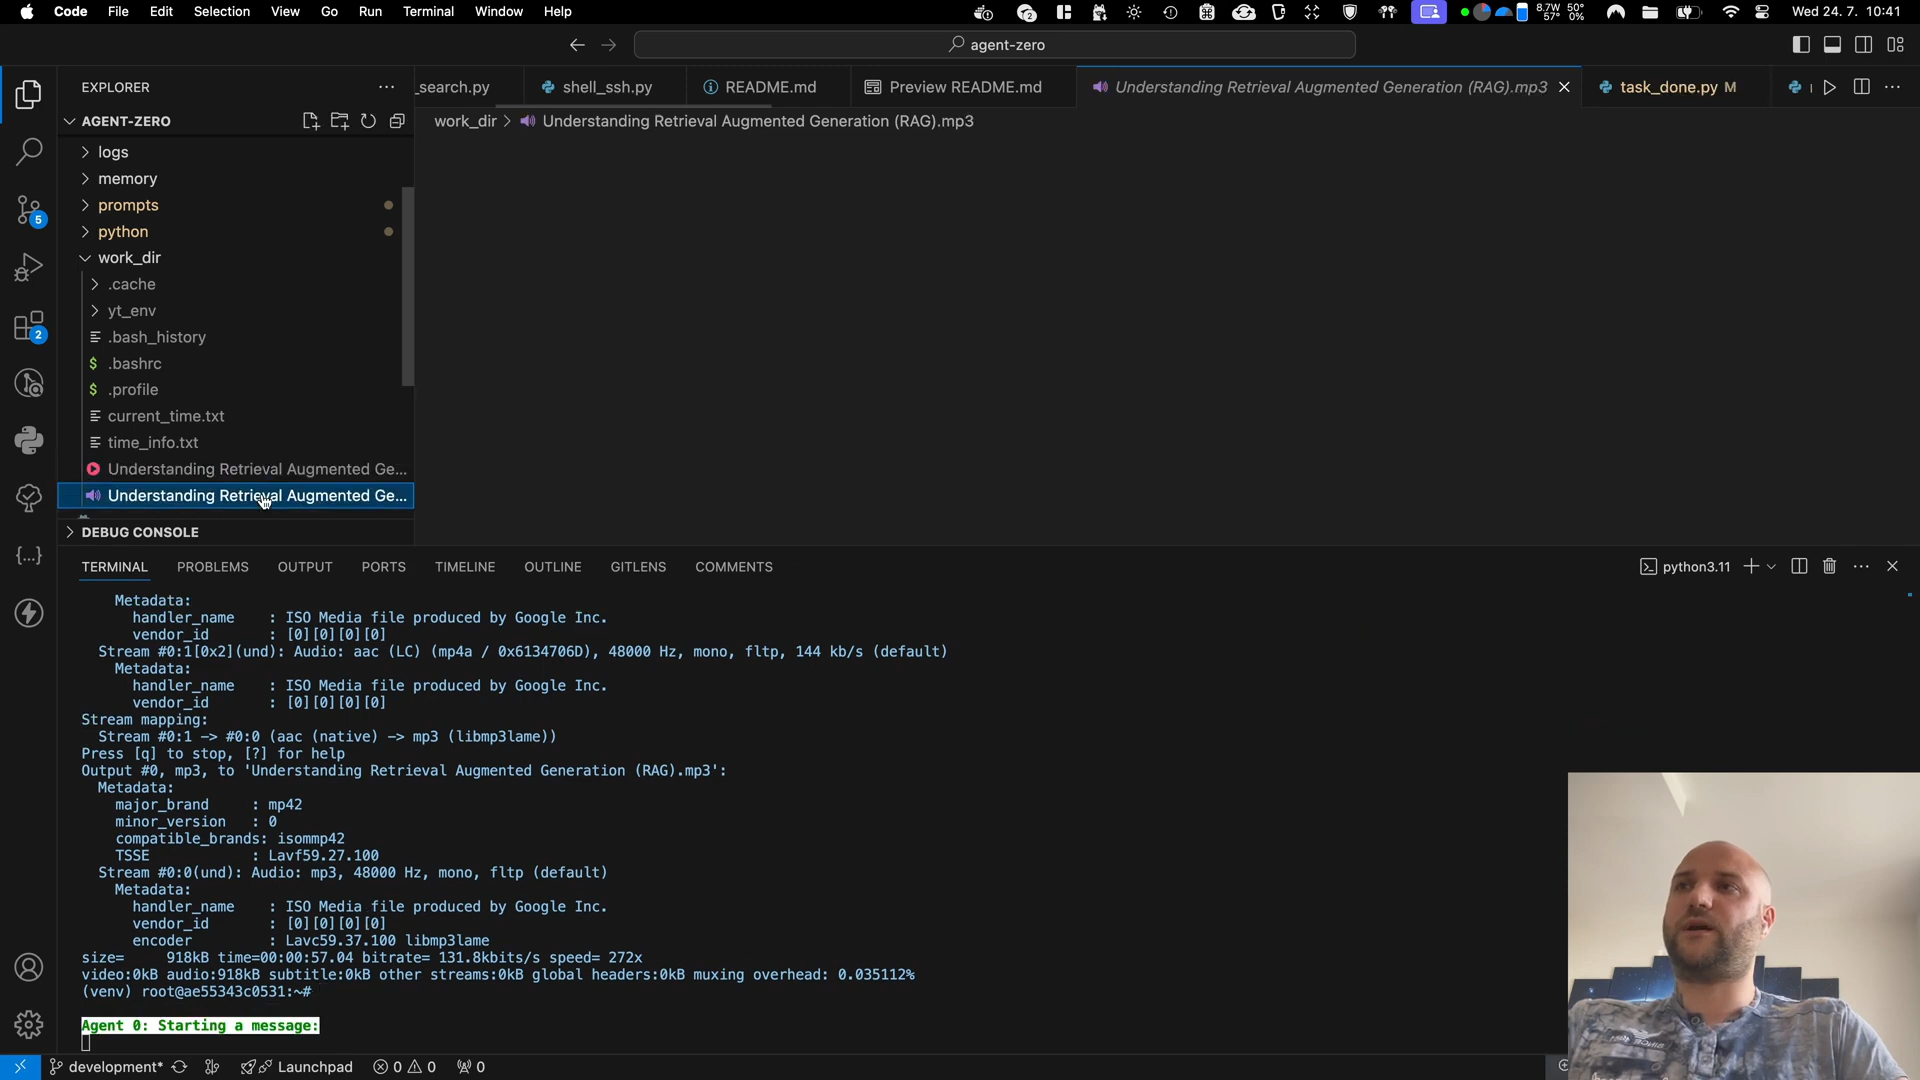 Code File Edit Selection View Go Run Terminal Window Help
8.7W 50°
57° 0%
Wed 24. 7. 10:41
agent-zero
EXPLORER
_search.py
shell_ssh.py
README.md
Preview README.md
Understanding Retrieval Augmented Generation (RAG).mp3
task_done.py M
AGENT-ZERO
work_dir > Understanding Retrieval Augmented Generation (RAG).mp3
logs
memory
prompts
python
5
work_dir
.cache
yt_env
2
.bash_history
$ .bashrc
$ .profile
current_time.txt
time_info.txt
Understanding Retrieval Augmented Ge...
Understanding Retrieval Augmented Ge...
DEBUG CONSOLE
TERMINAL PROBLEMS OUTPUT PORTS TIMELINE OUTLINE GITLENS COMMENTS
python3.11
Metadata:
handler_name : ISO Media file produced by Google Inc.
vendor_id : [0][0][0][0]
Stream #0:1[0x2](und): Audio: aac (LC) (mp4a / 0x6134706D), 48000 Hz, mono, fltp, 144 kb/s (default)
Metadata:
handler_name : ISO Media file produced by Google Inc.
vendor_id : [0][0][0][0]
Stream mapping:
Stream #0:1 -> #0:0 (aac (native) -> mp3 (libmp3lame))
Press [q] to stop, [?] for help
Output #0, mp3, to 'Understanding Retrieval Augmented Generation (RAG).mp3':
Metadata:
major_brand : mp42
minor_version : 0
compatible_brands: isommp42
TSSE : Lavf59.27.100
Stream #0:0(und): Audio: mp3, 48000 Hz, mono, fltp (default)
Metadata:
handler_name : ISO Media file produced by Google Inc.
vendor_id : [0][0][0][0]
encoder : Lavc59.37.100 libmp3lame
size= 918kB time=00:00:57.04 bitrate= 131.8kbits/s speed= 272x
video:0kB audio:918kB subtitle:0kB other streams:0kB global headers:0kB muxing overhead: 0.035112%
(venv) root@ae55343c0531:~#
Agent 0: Starting a message:
development* Launchpad 0 0 0